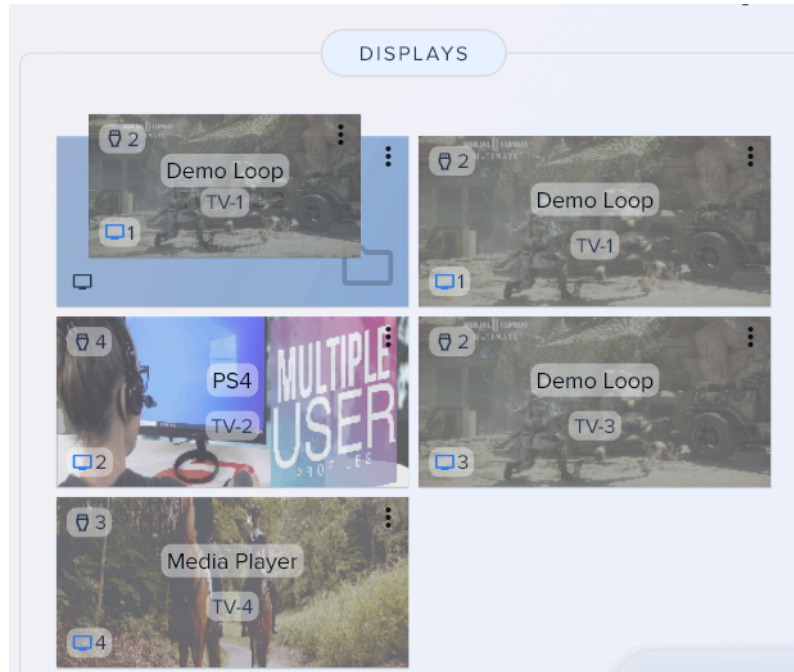 DISPLAYS
2
Demo Loop
TV-1
1
2
Demo Loop
TV-1
1
4
PS4
TV-2
2
MULTIPLE
USER
PROFILES
2
Demo Loop
TV-3
3
3
Media Player
TV-4
4